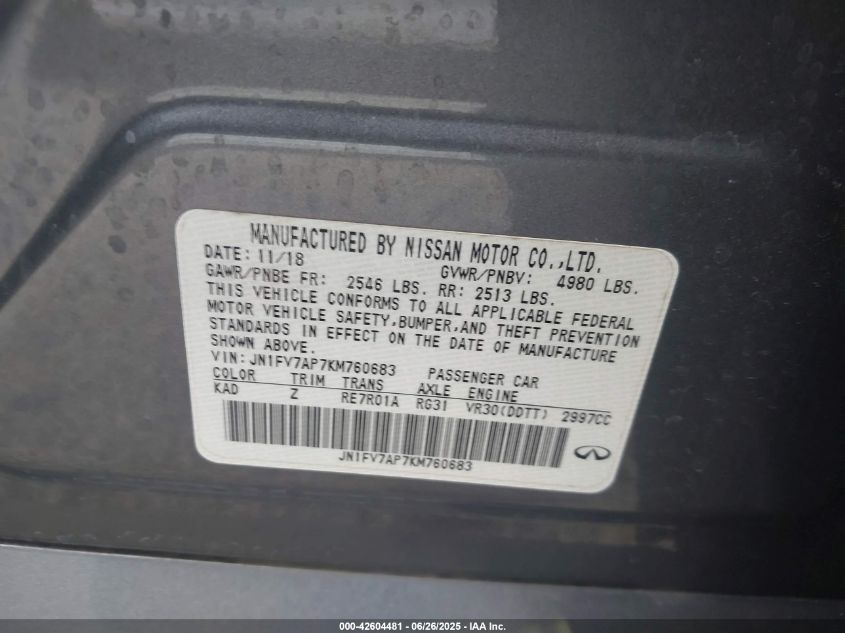 MANUFACTURED BY NISSAN MOTOR CO.,LTD.
DATE: 11/18 GVWR/PNBV: 4980 LBS.
GAWR/PNBE FR: 2546 LBS. RR: 2513 LBS.
THIS VEHICLE CONFORMS TO ALL APPLICABLE FEDERAL
MOTOR VEHICLE SAFETY,BUMPER,AND THEFT PREVENTION
STANDARDS IN EFFECT ON THE DATE OF MANUFACTURE
SHOWN ABOVE.
VIN: JN1FV7AP7KM760683 PASSENGER CAR
COLOR TRIM TRANS AXLE ENGINE
KAD Z RE7R01A RG31 VR30(DDTT) 2997CC
JN1FV7AP7KM760683
000-42604481 - 06/26/2025 - IAA Inc.